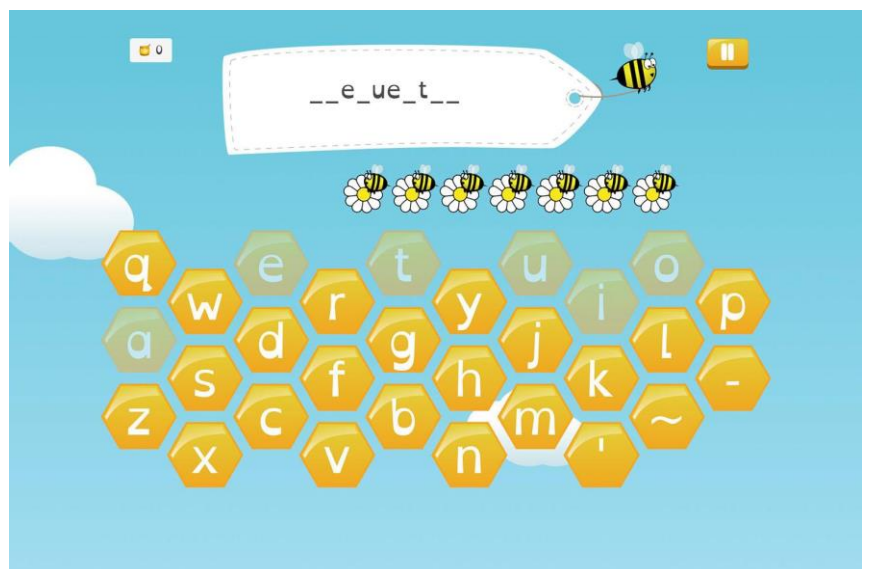 0
__e_ue_t__
q e t u o
w r y i p
a d g j l
s f h k -
z c b m ~
x v n '